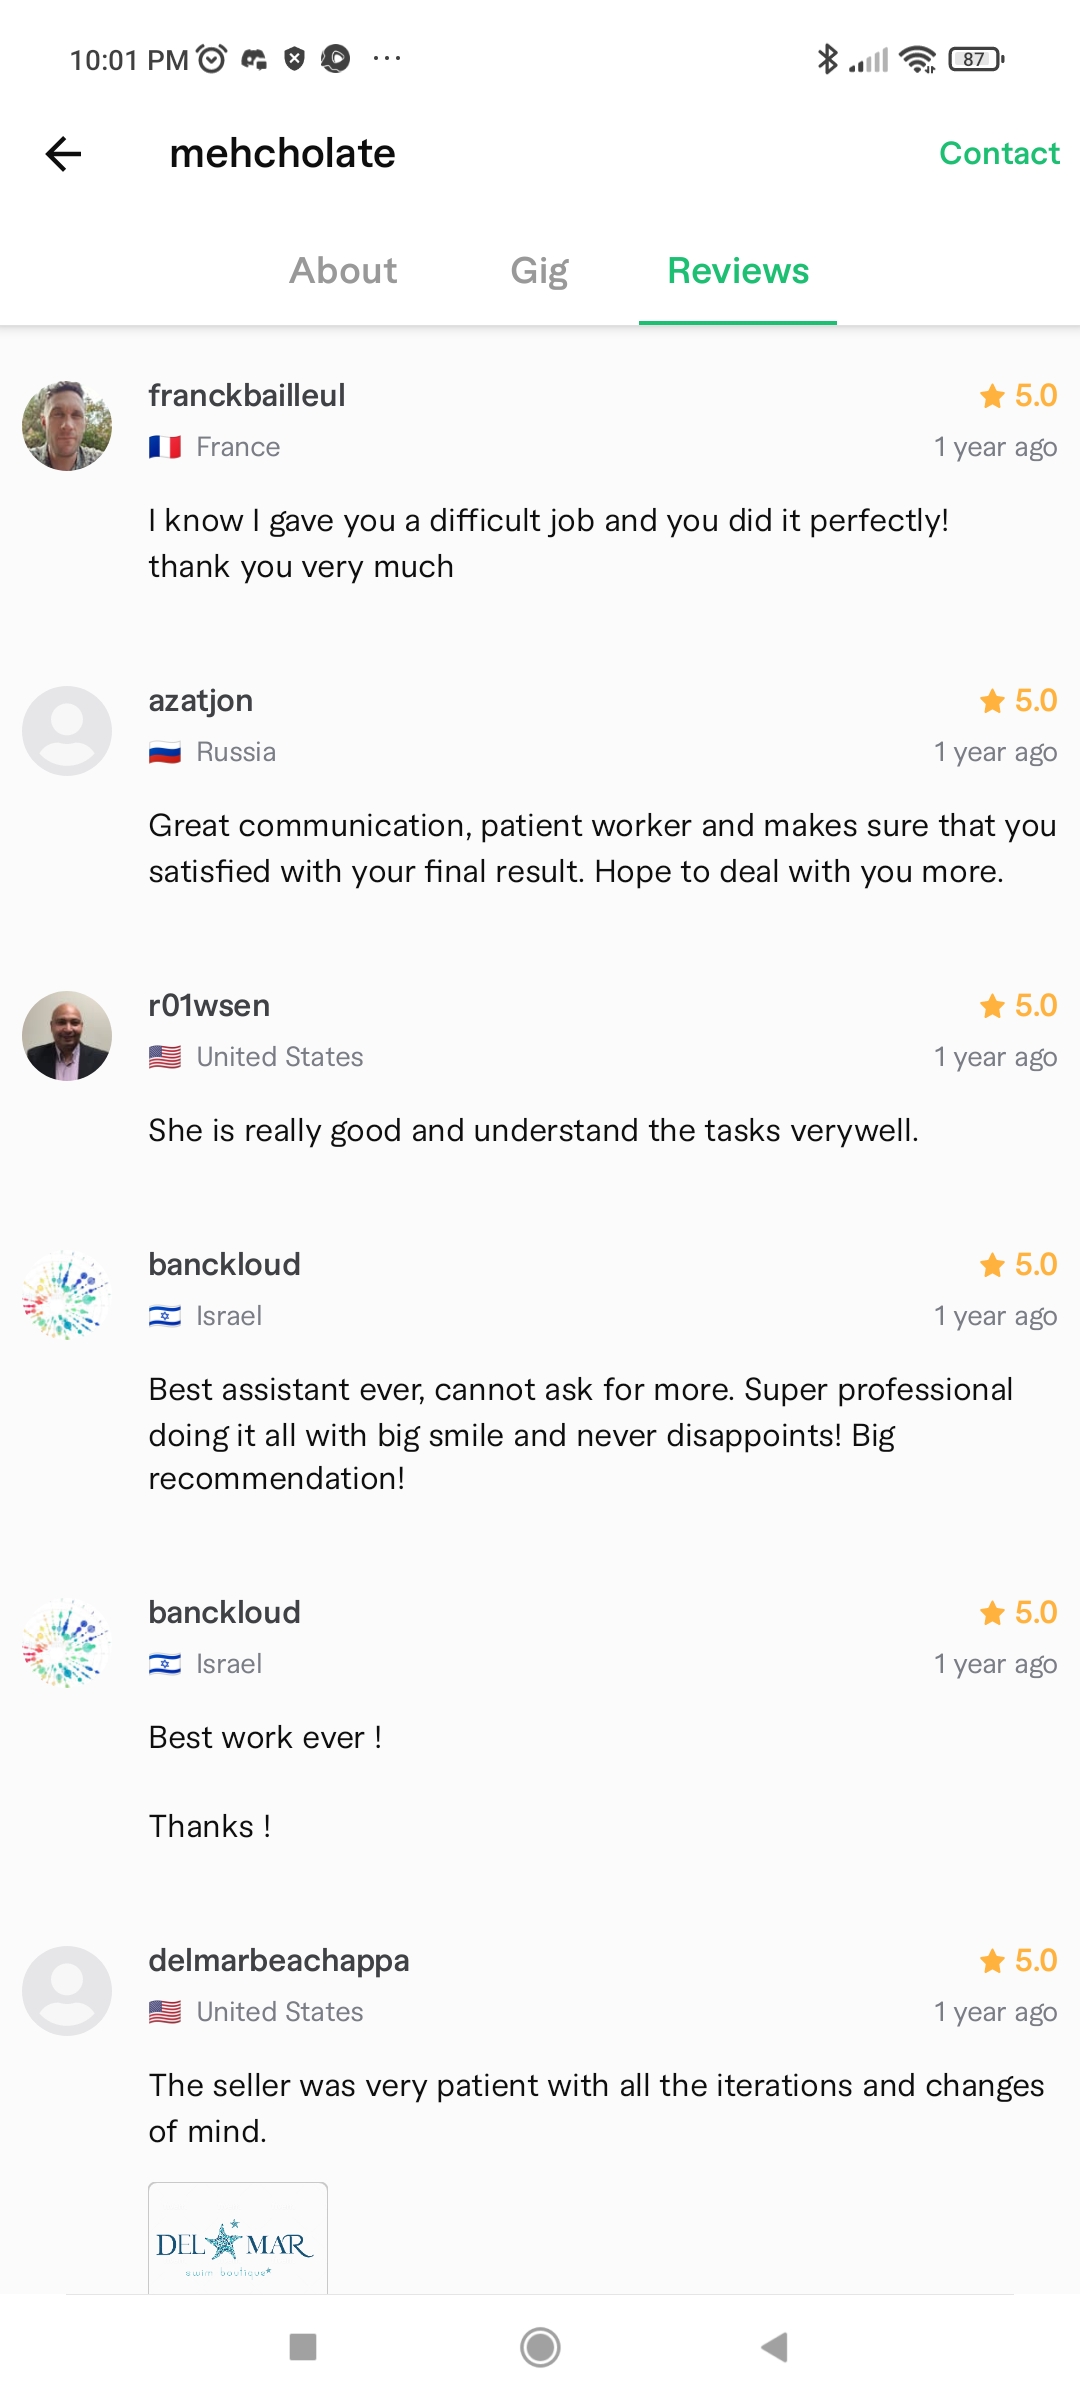 10:01 PM
87
mehcholate
Contact
About
Gig
Reviews
franckbailleul
5.0
France
1 year ago
I know I gave you a difficult job and you did it perfectly!
thank you very much
azatjon
5.0
Russia
1 year ago
Great communication, patient worker and makes sure that you
satisfied with your final result. Hope to deal with you more.
r01wsen
5.0
United States
1 year ago
She is really good and understand the tasks verywell.
banckloud
5.0
Israel
1 year ago
Best assistant ever, cannot ask for more. Super professional
doing it all with big smile and never disappoints! Big
recommendation!
banckloud
5.0
Israel
1 year ago
Best work ever !
Thanks !
delmarbeachappa
5.0
United States
1 year ago
The seller was very patient with all the iterations and changes
of mind.
DEL MAR
swim boutique